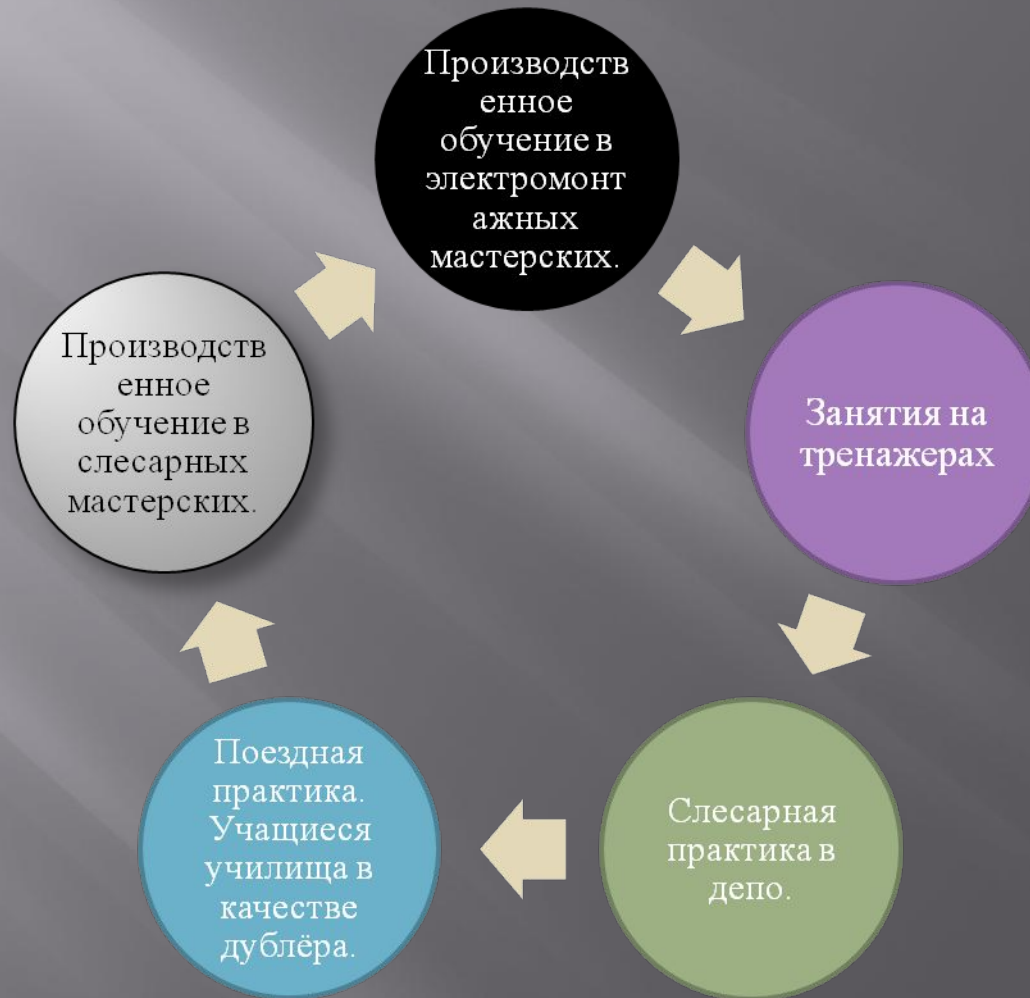 Производств
енное
обучение в
электромонт
ажных
мастерских.
Занятия на
тренажерах
Слесарная
практика в
депо.
Поездная
практика.
Учащиеся
училища в
качестве
дублёра.
Производств
енное
обучение в
слесарных
мастерских.